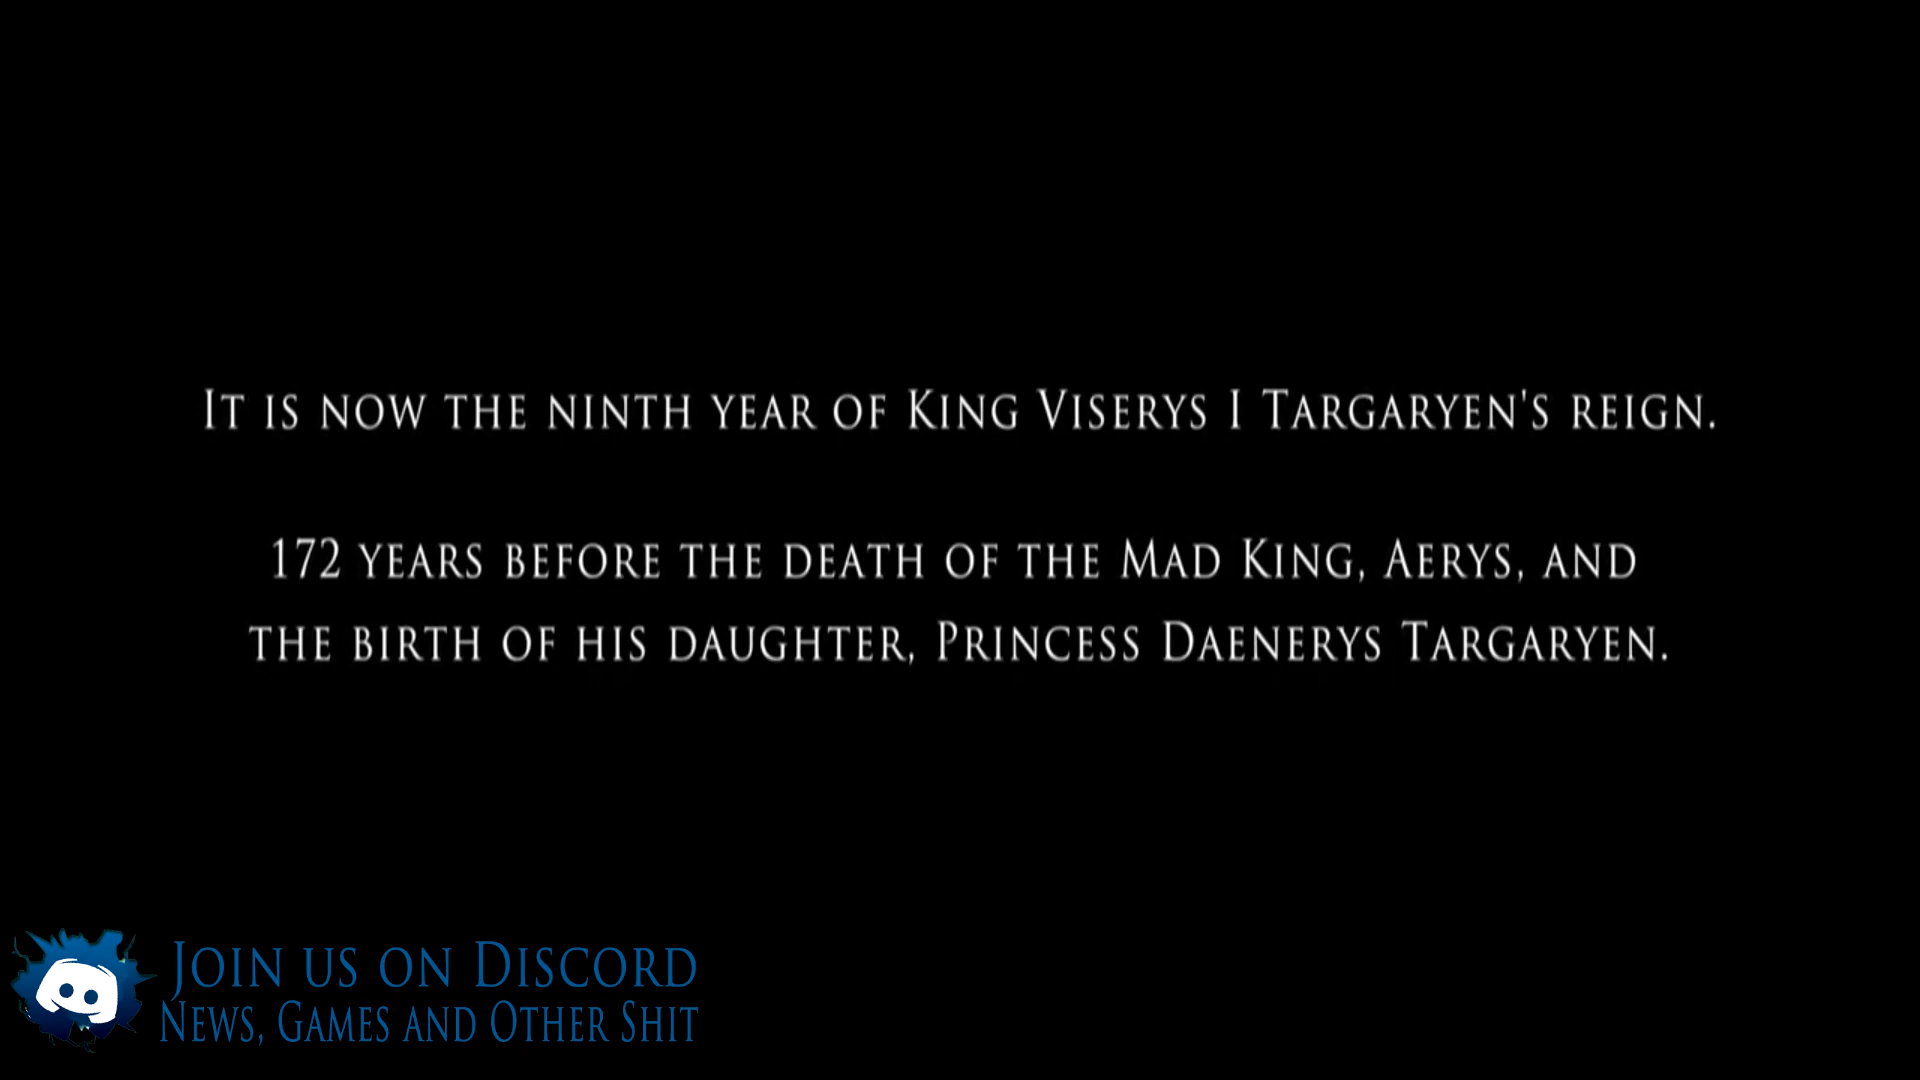 It is now the ninth year of King Viserys I Targaryen's reign.
172 years before the death of the Mad King, Aerys, and
the birth of his daughter, Princess Daenerys Targaryen.
Join us on Discord
News, Games and Other Shit